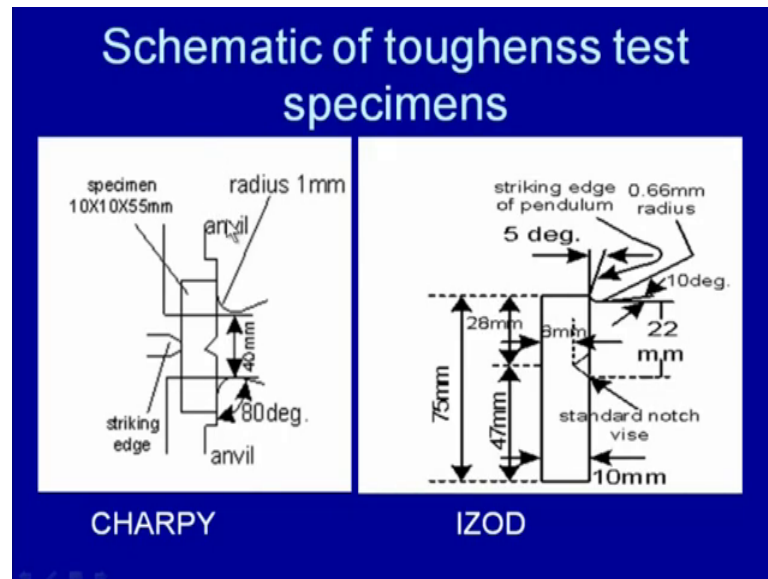 Schematic of toughenss test
specimens
specimen
10X10X55mm
radius 1mm
anvil
40mm
80deg.
striking
edge
anvil
striking edge
of pendulum
0.66mm
radius
5 deg.
10deg.
28mm
8mm
22
mm
75mm
47mm
standard notch
vise
10mm
CHARPY
IZOD